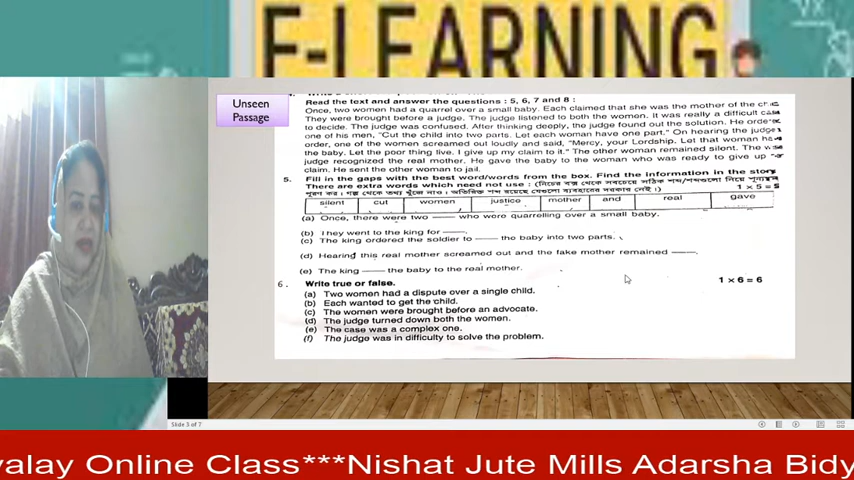 E-LEARNING
Unseen
Passage
Read the text and answer the questions : 5, 6, 7 and 8 :
Once, two women had a quarrel over a small baby. Each claimed that she was the mother of the
They were brought before a judge. The judge listened to both the women. It was really a difficult case
to decide. The judge was confused. After thinking deeply, the judge found out the solution. He ordered
one of his men, "Cut the child into two parts. Let each woman have one part." On hearing the judge's
order, one of the women screamed out loudly and said, "Mercy, your Lordship. Let that woman have
the baby. Let the poor thing live. I give up my claim to it." The other woman remained silent. The wise
judge recognized the real mother. He gave the baby to the woman who was ready to give up
claim. He sent the other woman to jail.
5. Fill in the gaps with the best word/words from the box. Find the information in the story
There are extra words which need not use :
1 x 5 = 5
silent cut women justice mother and real gave
(a) Once, there were two —— who were quarrelling over a small baby.
(b) They went to the king for ——.
(c) The king ordered the soldier to —— the baby into two parts.
(d) Hearing this real mother screamed out and the fake mother remained ——.
(e) The king —— the baby to the real mother.
6. Write true or false. 1 x 6 = 6
(a) Two women had a dispute over a single child.
(b) Each wanted to get the child.
(c) The women were brought before an advocate.
(d) The judge turned down both the women.
(e) The case was a complex one.
(f) The judge was in difficulty to solve the problem.
Slide 3 of 7
valay Online Class***Nishat Jute Mills Adarsha Bidy